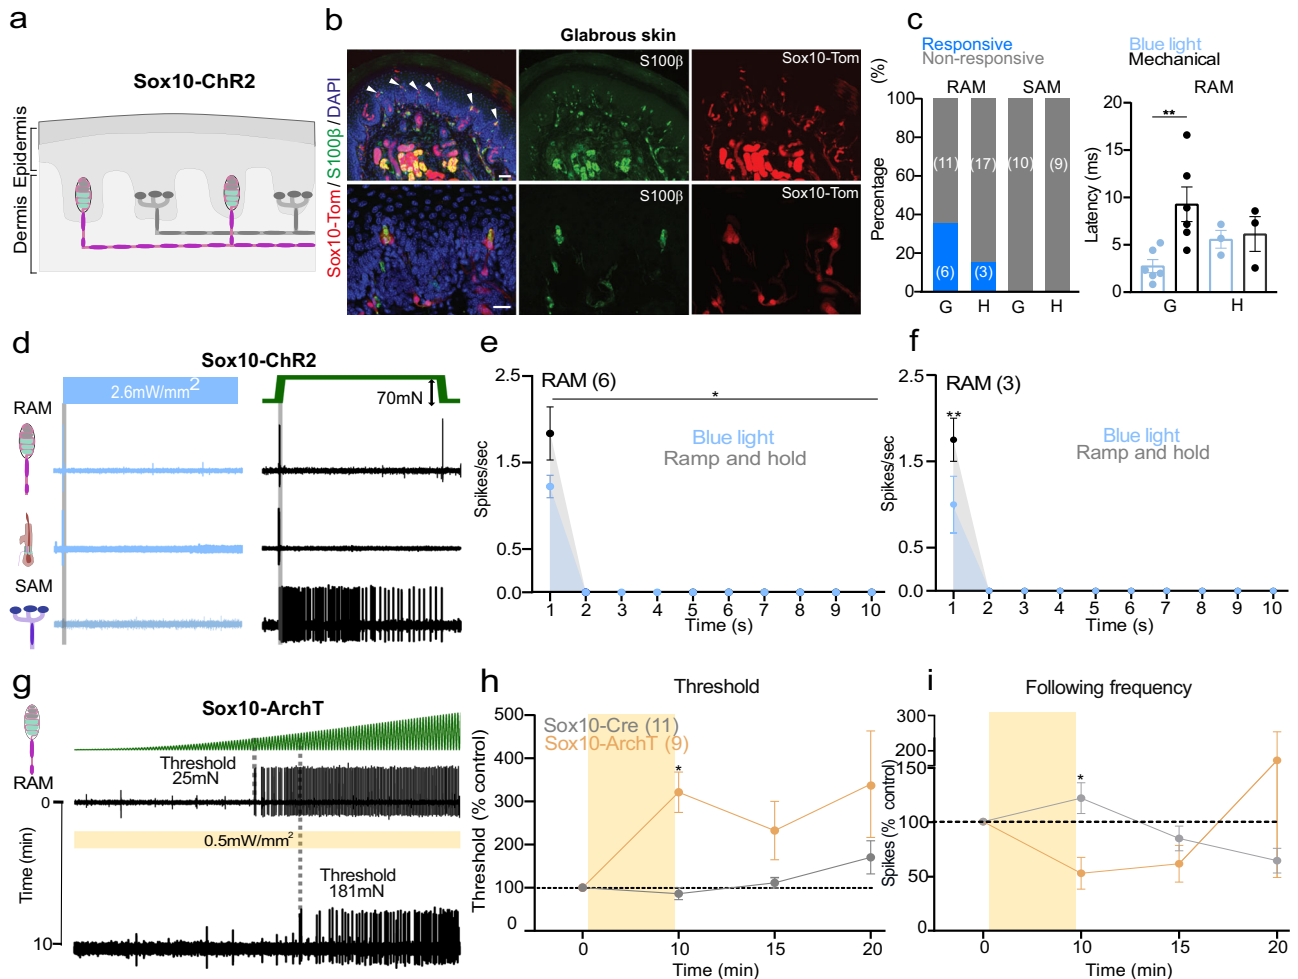 a
Sox10-ChR2
Epidermis
Dermis
b
Glabrous skin
Sox10-Tom / S100β / DAPI
S100β
Sox10-Tom
S100β
Sox10-Tom
c
Responsive
Non-responsive
(%)
RAM SAM
Percentage
100
80
60
40
20
0
(11) (17) (10) (9)
(6) (3)
G H G H
Blue light
Mechanical
RAM
Latency (ms)
20
15
10
5
0
**
G H
d
Sox10-ChR2
2.6mW/mm²
70mN
RAM
SAM
e
RAM (6)
*
Blue light
Ramp and hold
Spikes/sec
2.5
1.5
0.5
0.0
1 2 3 4 5 6 7 8 9 10
Time (s)
f
RAM (3)
**
Blue light
Ramp and hold
Spikes/sec
2.5
1.5
0.5
0.0
1 2 3 4 5 6 7 8 9 10
Time (s)
g
Sox10-ArchT
RAM
Threshold
25mN
0
0.5mW/mm²
Time (min)
Threshold
181mN
10
h
Threshold
Sox10-Cre (11)
Sox10-ArchT (9)
*
Threshold (% control)
500
400
300
200
100
0
0 10 15 20
Time (min)
i
Following frequency
*
Spikes (% control)
300
200
150
100
50
0
0 10 15 20
Time (min)